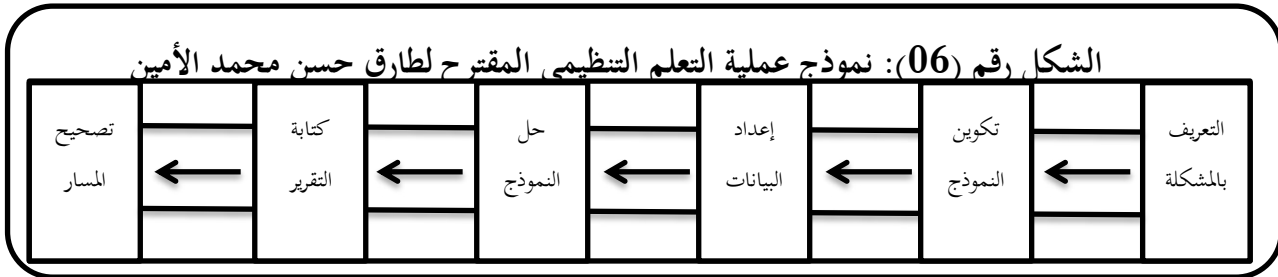 الشكل رقم (06): نموذج عملية التعلم التنظيمي المقترح لطارق حسن محمد الأمين
التعريف
بالمشكلة
تكوين
النموذج
إعداد
البيانات
حل
النموذج
كتابة
التقرير
تصحيح
المسار